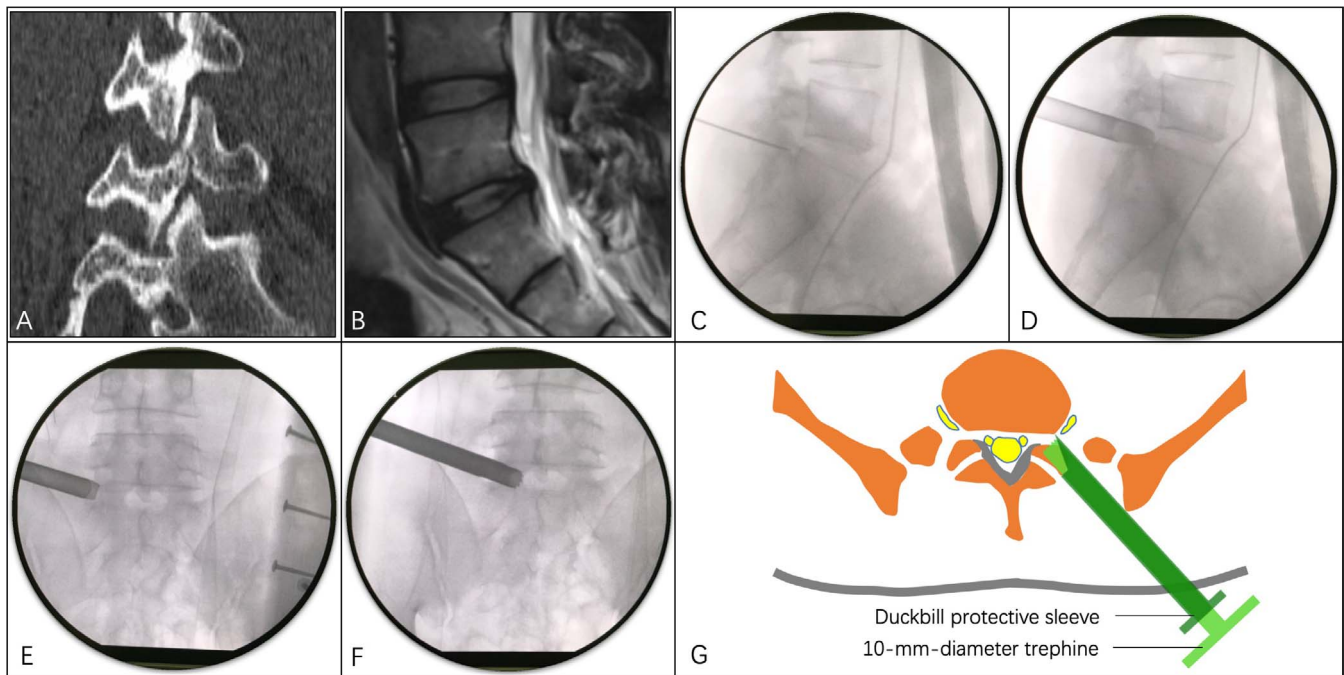 A
B
C
D
E
F
G
Duckbill protective sleeve
10-mm-diameter trephine